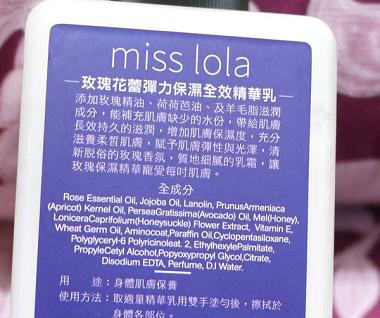 miss lola
玫瑰花蕾彈力保濕全效精華乳
添加玫瑰精油、荷荷芭油、及羊毛脂滋潤
成分，能補充肌膚缺少的水份，帶給肌膚
長效持久的滋潤，增加肌膚保濕度，充分
滋養柔皙肌膚，賦予肌膚彈性與光澤，清
新脫俗的玫瑰香氛，質地細膩的乳霜，讓
玫瑰保濕精華寵愛每吋肌膚。
全成分
Rose Essential Oil, Jojoba Oil, Lanolin, PrunusArmeniaca
(Apricot) Kernel Oil, PerseaGratissima(Avocado) Oil, Mel(Honey),
LoniceraCaprifolium(Honeysuckle) Flower Extract, Vitamin E,
Wheat Germ Oil, Aminocoat,Paraffin Oil,Cyclopentasiloxane,
Polyglyceryl-6 Polyricinoleat. 2, EthylhexylePalmitate,
PropyleCetyl Alcohol,Popyoxypropyl Glycol,Citrate,
Disodium EDTA, Perfume, D.I Water.
用 途：身體肌膚保養
使用方法：取適量精華乳用雙手塗勻後，擦拭於
身體各部位。